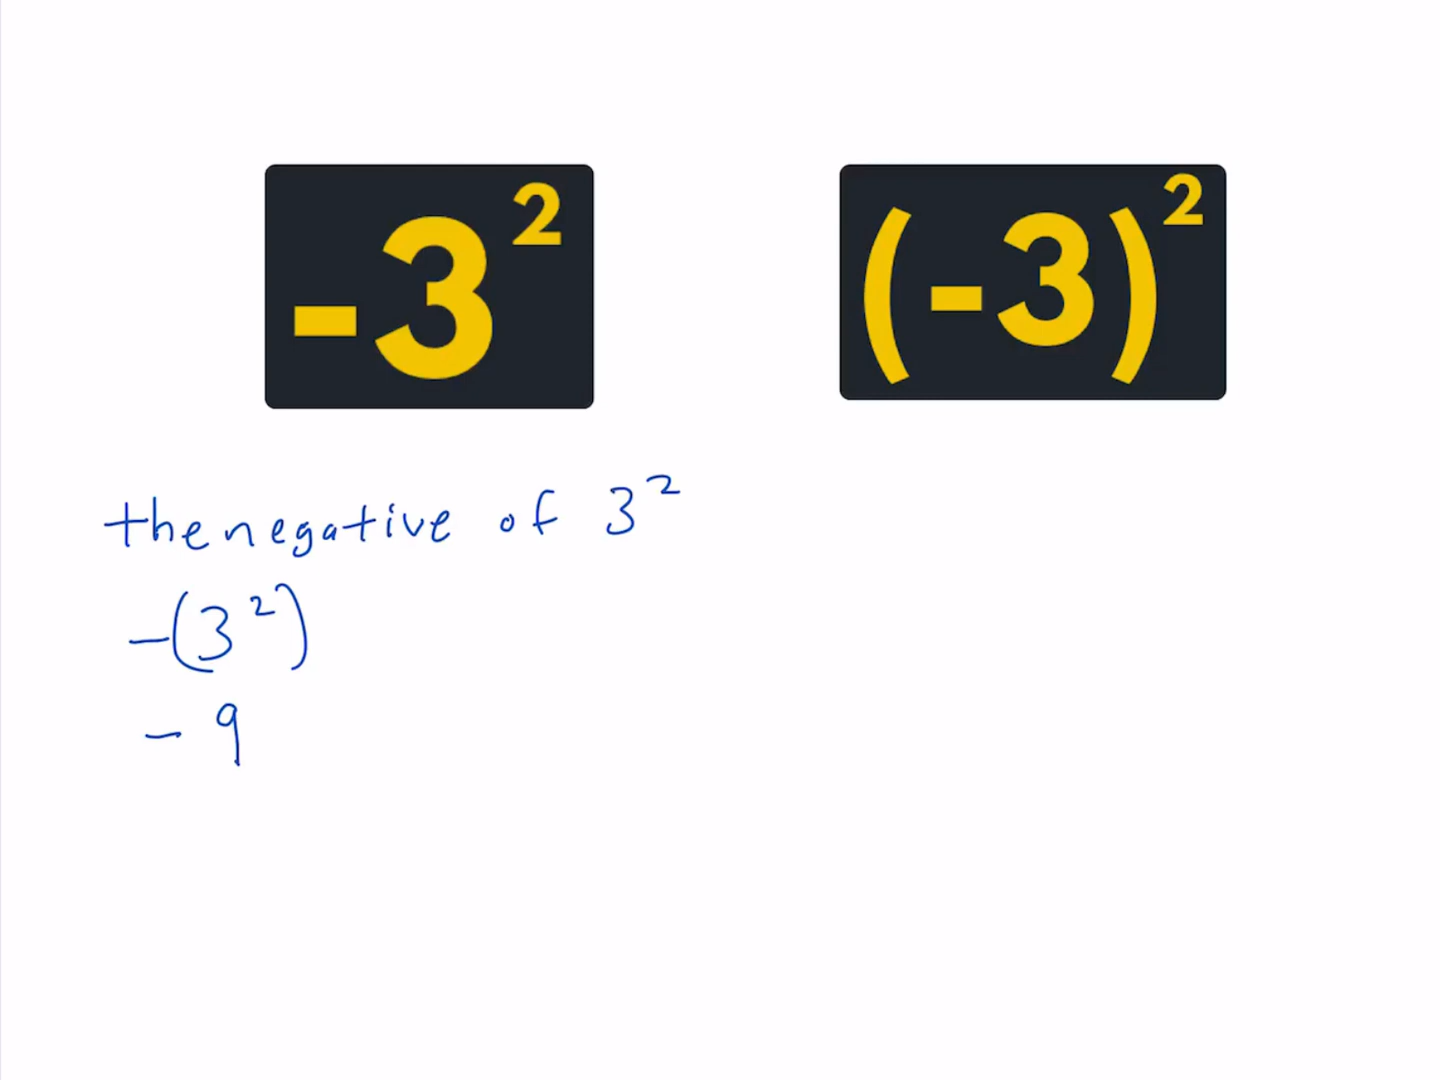 -3²
(-3)²
the negative of 3²
-(3²)
- 9